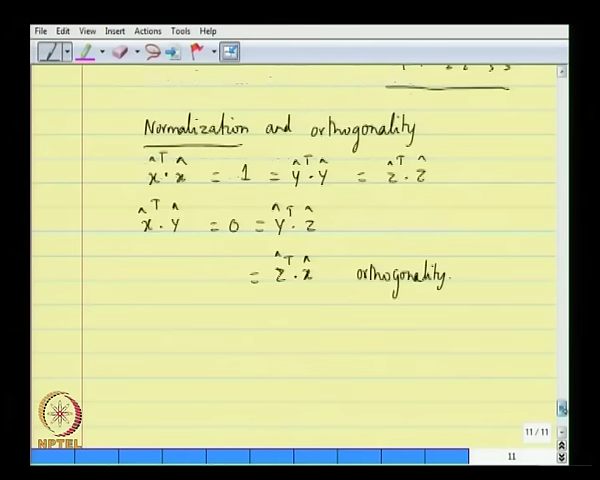 File Edit View Insert Actions Tools Help
Normalization and orthogonality
x̂ᵀ·x̂ = 1 = ŷᵀ·ŷ = ẑᵀ·ẑ
x̂ᵀ·ŷ = 0 = ŷᵀ·ẑ
= ẑᵀ·x̂ orthogonality.
NPTEL
11/11
11